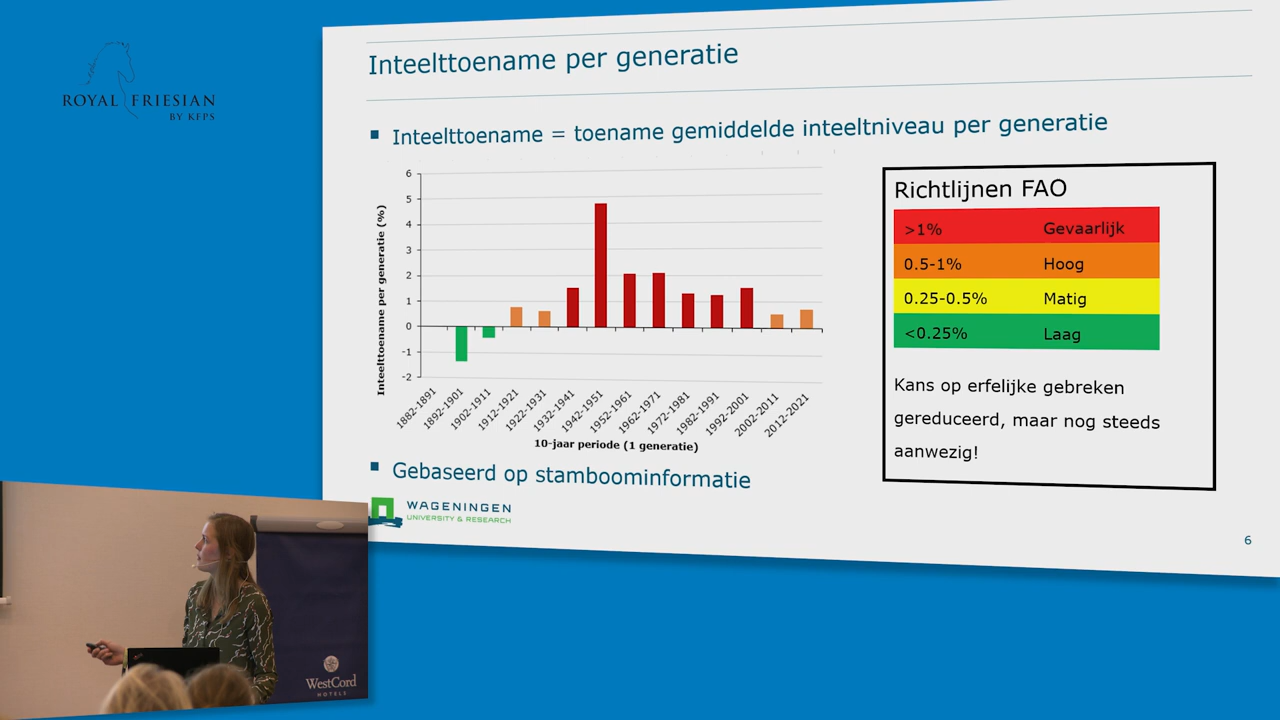 ROYAL FRIESIAN
BY KFPS
Inteelttoename per generatie
Inteelttoename = toename gemiddelde inteeltniveau per generatie
Inteelttoename per generatie (%)
6
5
4
3
2
1
0
-1
-2
1882-1891
1892-1901
1902-1911
1912-1921
1922-1931
1932-1941
1942-1951
1952-1961
1962-1971
1972-1981
1982-1991
1992-2001
2002-2011
2012-2021
10-jaar periode (1 generatie)
Richtlijnen FAO
>1% Gevaarlijk
0.5-1% Hoog
0.25-0.5% Matig
<0.25% Laag
Kans op erfelijke gebreken
gereduceerd, maar nog steeds
aanwezig!
Gebaseerd op stamboominformatie
WAGENINGEN
UNIVERSITY & RESEARCH
6
WestCord
HOTELS